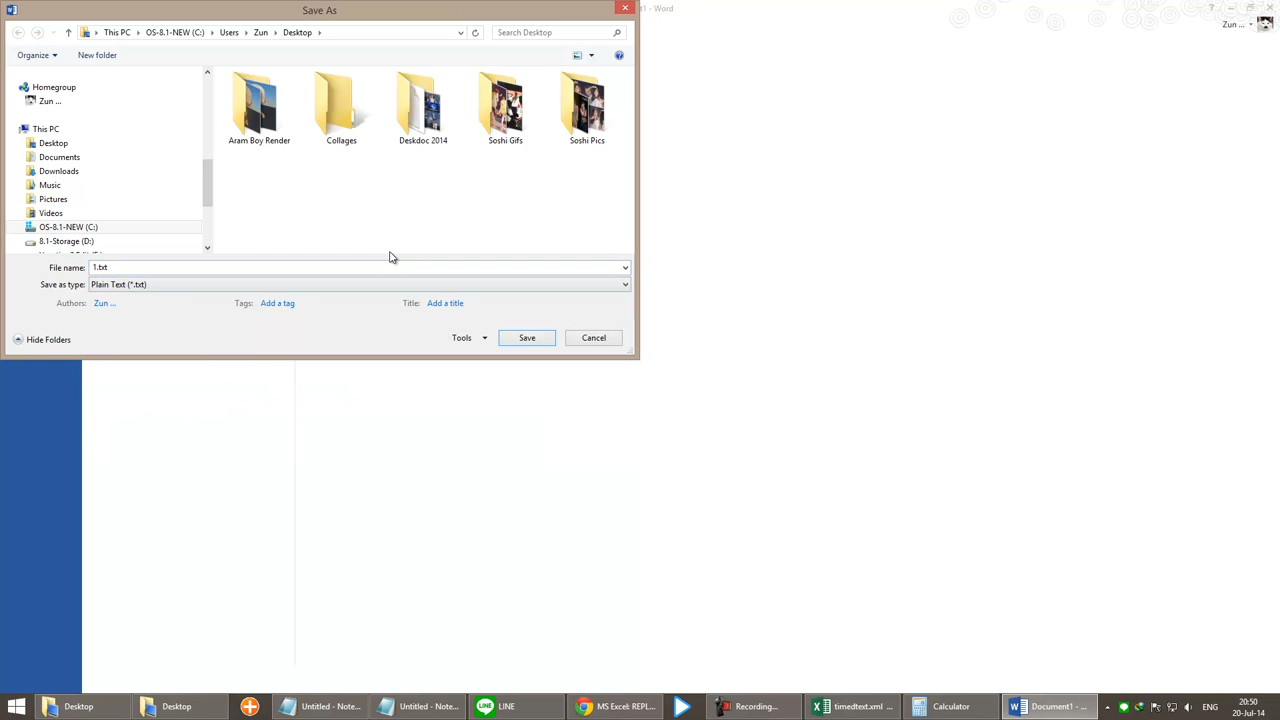 Save As
t1 - Word
This PC
OS-8.1-NEW (C:)
Users
Zun
Desktop
Search Desktop
Zun ...
Organize
New folder
Homegroup
Zun ...
This PC
Desktop
Documents
Downloads
Music
Pictures
Videos
OS-8.1-NEW (C:)
8.1-Storage (D:)
Aram Boy Render
Collages
Deskdoc 2014
Soshi Gifs
Soshi Pics
File name: 1.txt
Save as type: Plain Text (*.txt)
Authors: Zun ...
Tags: Add a tag
Title: Add a title
Hide Folders
Tools
Save
Cancel
Desktop
Desktop
Untitled - Note...
Untitled - Note...
LINE
MS Excel: REPL...
Recording...
timedtext.xml ...
Calculator
Document1 - ...
ENG
20:50
20-Jul-14